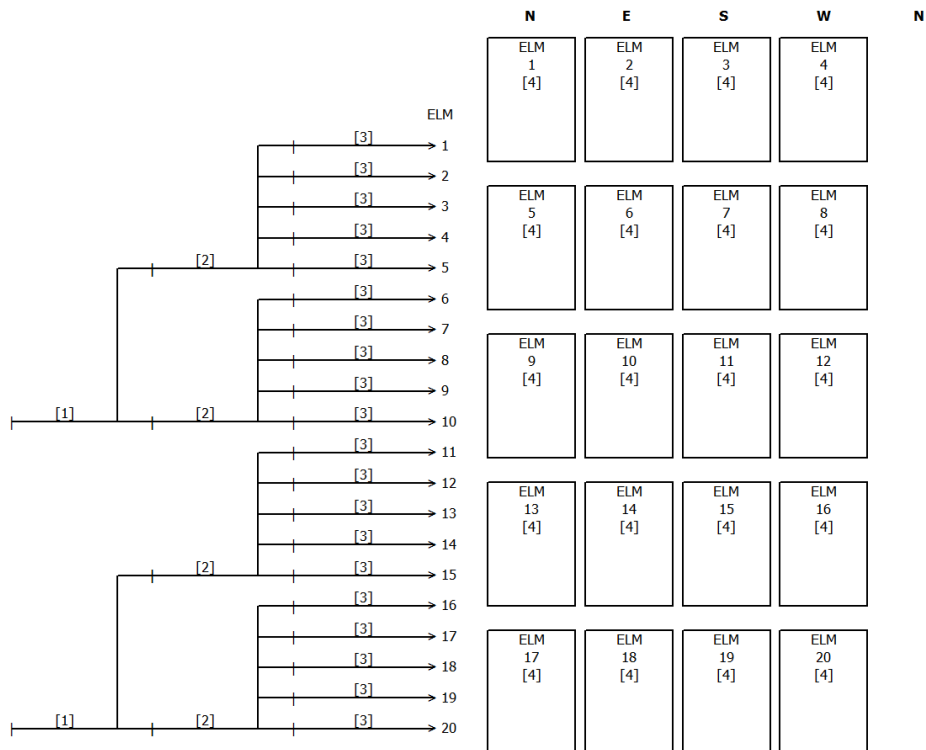 N E S W N
ELM ELM ELM ELM
1 2 3 4
[4] [4] [4] [4]
ELM
[3] 1
[3] 2
[3] 3
[3] 4
[2] [3] 5
[3] 6
[3] 7
[3] 8
[3] 9
[1] [2] [3] 10
[3] 11
[3] 12
[3] 13
[3] 14
[2] [3] 15
[3] 16
[3] 17
[3] 18
[3] 19
[1] [2] [3] 20
ELM ELM ELM ELM
5 6 7 8
[4] [4] [4] [4]
ELM ELM ELM ELM
9 10 11 12
[4] [4] [4] [4]
ELM ELM ELM ELM
13 14 15 16
[4] [4] [4] [4]
ELM ELM ELM ELM
17 18 19 20
[4] [4] [4] [4]